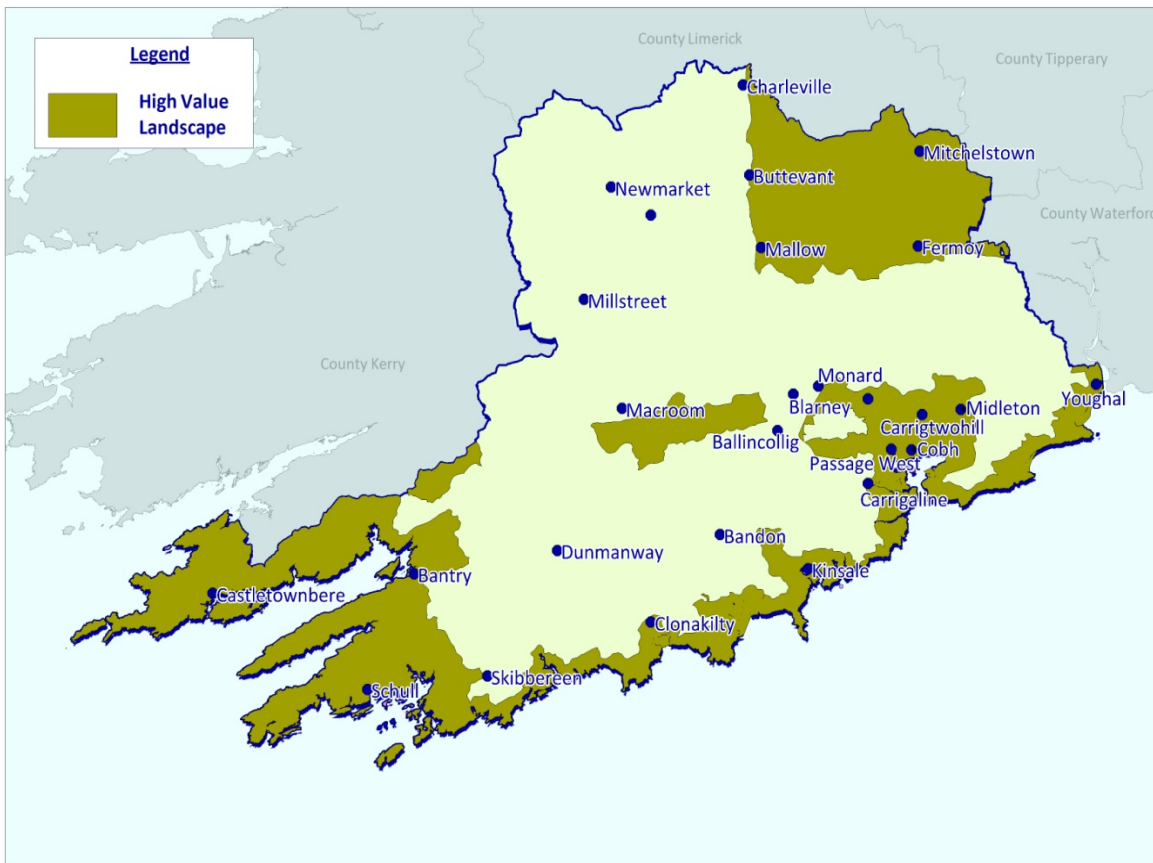 Legend
High Value
Landscape
County Limerick
County Tipperary
Charleville
Mitchelstown
Buttevant
Newmarket
County Waterford
Mallow
Fermoy
Millstreet
County Kerry
Monard
Blarney
Youghal
Macroom
Midleton
Carrigtwohill
Ballincollig
Passage West
Cobh
Carrigaline
Bandon
Dunmanway
Kinsale
Bantry
Castletownbere
Clonakilty
Skibbereen
Schull